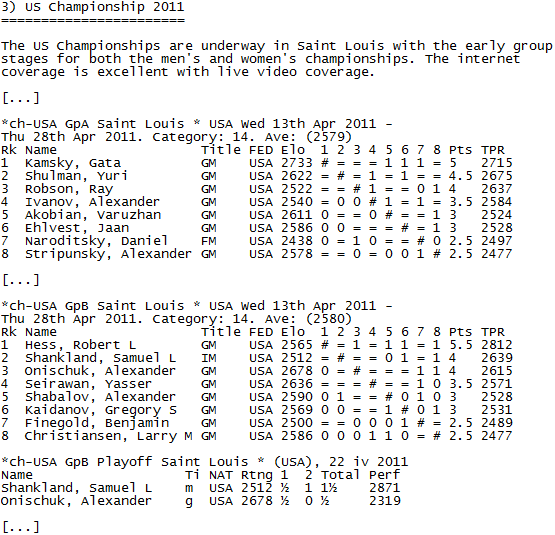 3) US Championship 2011
=======================
The US Championships are underway in Saint Louis with the early group
stages for both the men's and women's championships. The internet
coverage is excellent with live video coverage.
[...]
*ch-USA GpA Saint Louis * USA Wed 13th Apr 2011 -
Thu 28th Apr 2011. Category: 14. Ave: (2579)
Rk Name Title FED Elo 1 2 3 4 5 6 7 8 Pts TPR
1 Kamsky, Gata GM USA 2733 # = = = 1 1 1 = 5 2715
2 Shulman, Yuri GM USA 2622 = # = 1 = 1 = = 4.5 2675
3 Robson, Ray GM USA 2522 = = # 1 = = 0 1 4 2637
4 Ivanov, Alexander GM USA 2540 = 0 0 # 1 = 1 = 3.5 2584
5 Akobian, Varuzhan GM USA 2611 0 = = 0 # = = 1 3 2524
6 Ehlvest, Jaan GM USA 2586 0 0 = = = # = 1 3 2528
7 Naroditsky, Daniel FM USA 2438 0 = 1 0 = = # 0 2.5 2497
8 Stripunsky, Alexander GM USA 2578 = = 0 = 0 0 1 # 2.5 2477
[...]
*ch-USA GpB Saint Louis * USA Wed 13th Apr 2011 -
Thu 28th Apr 2011. Category: 14. Ave: (2580)
Rk Name Title FED Elo 1 2 3 4 5 6 7 8 Pts TPR
1 Hess, Robert L GM USA 2565 # = 1 = 1 1 = 1 5.5 2812
2 Shankland, Samuel L IM USA 2512 = # = = 0 1 = 1 4 2639
3 Onischuk, Alexander GM USA 2678 0 = # = = = 1 1 4 2615
4 Seirawan, Yasser GM USA 2636 = = = # = = 1 0 3.5 2571
5 Shabalov, Alexander GM USA 2590 0 1 = = # 0 1 0 3 2528
6 Kaidanov, Gregory S GM USA 2569 0 0 = = 1 # 0 1 3 2531
7 Finegold, Benjamin GM USA 2500 = = 0 0 0 1 # = 2.5 2489
8 Christiansen, Larry M GM USA 2586 0 0 0 1 1 0 = # 2.5 2477
*ch-USA GpB Playoff Saint Louis * (USA), 22 iv 2011
Name Ti NAT Rtng 1 2 Total Perf
Shankland, Samuel L m USA 2512 ½ 1 1½ 2871
Onischuk, Alexander g USA 2678 ½ 0 ½ 2319
[...]